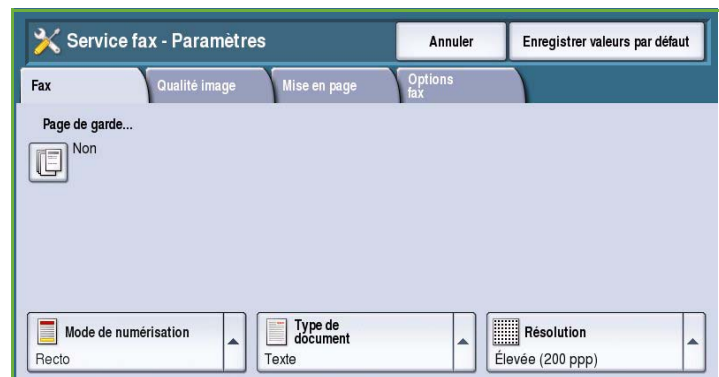 Service fax - Paramètres
Annuler
Enregistrer valeurs par défaut
Fax
Qualité image
Mise en page
Options
fax
Page de garde...
Non
Mode de numérisation
Recto
Type de
document
Texte
Résolution
Élevée (200 ppp)